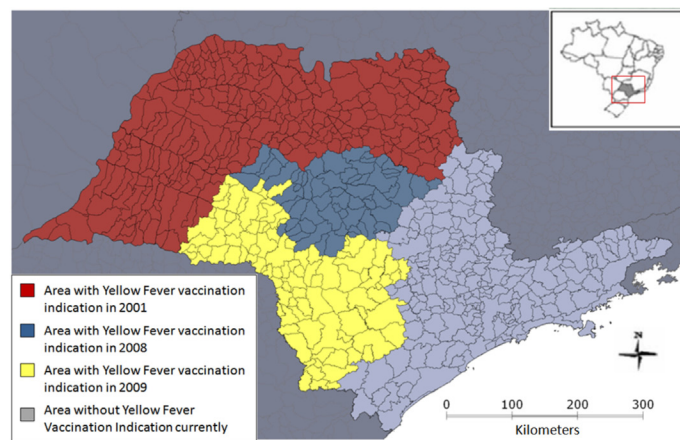 Area with Yellow Fever vaccination
indication in 2001
Area with Yellow Fever vaccination
indication in 2008
Area with Yellow Fever vaccination
indication in 2009
Area without Yellow Fever
Vaccination Indication currently
N
0 100 200 300
Kilometers